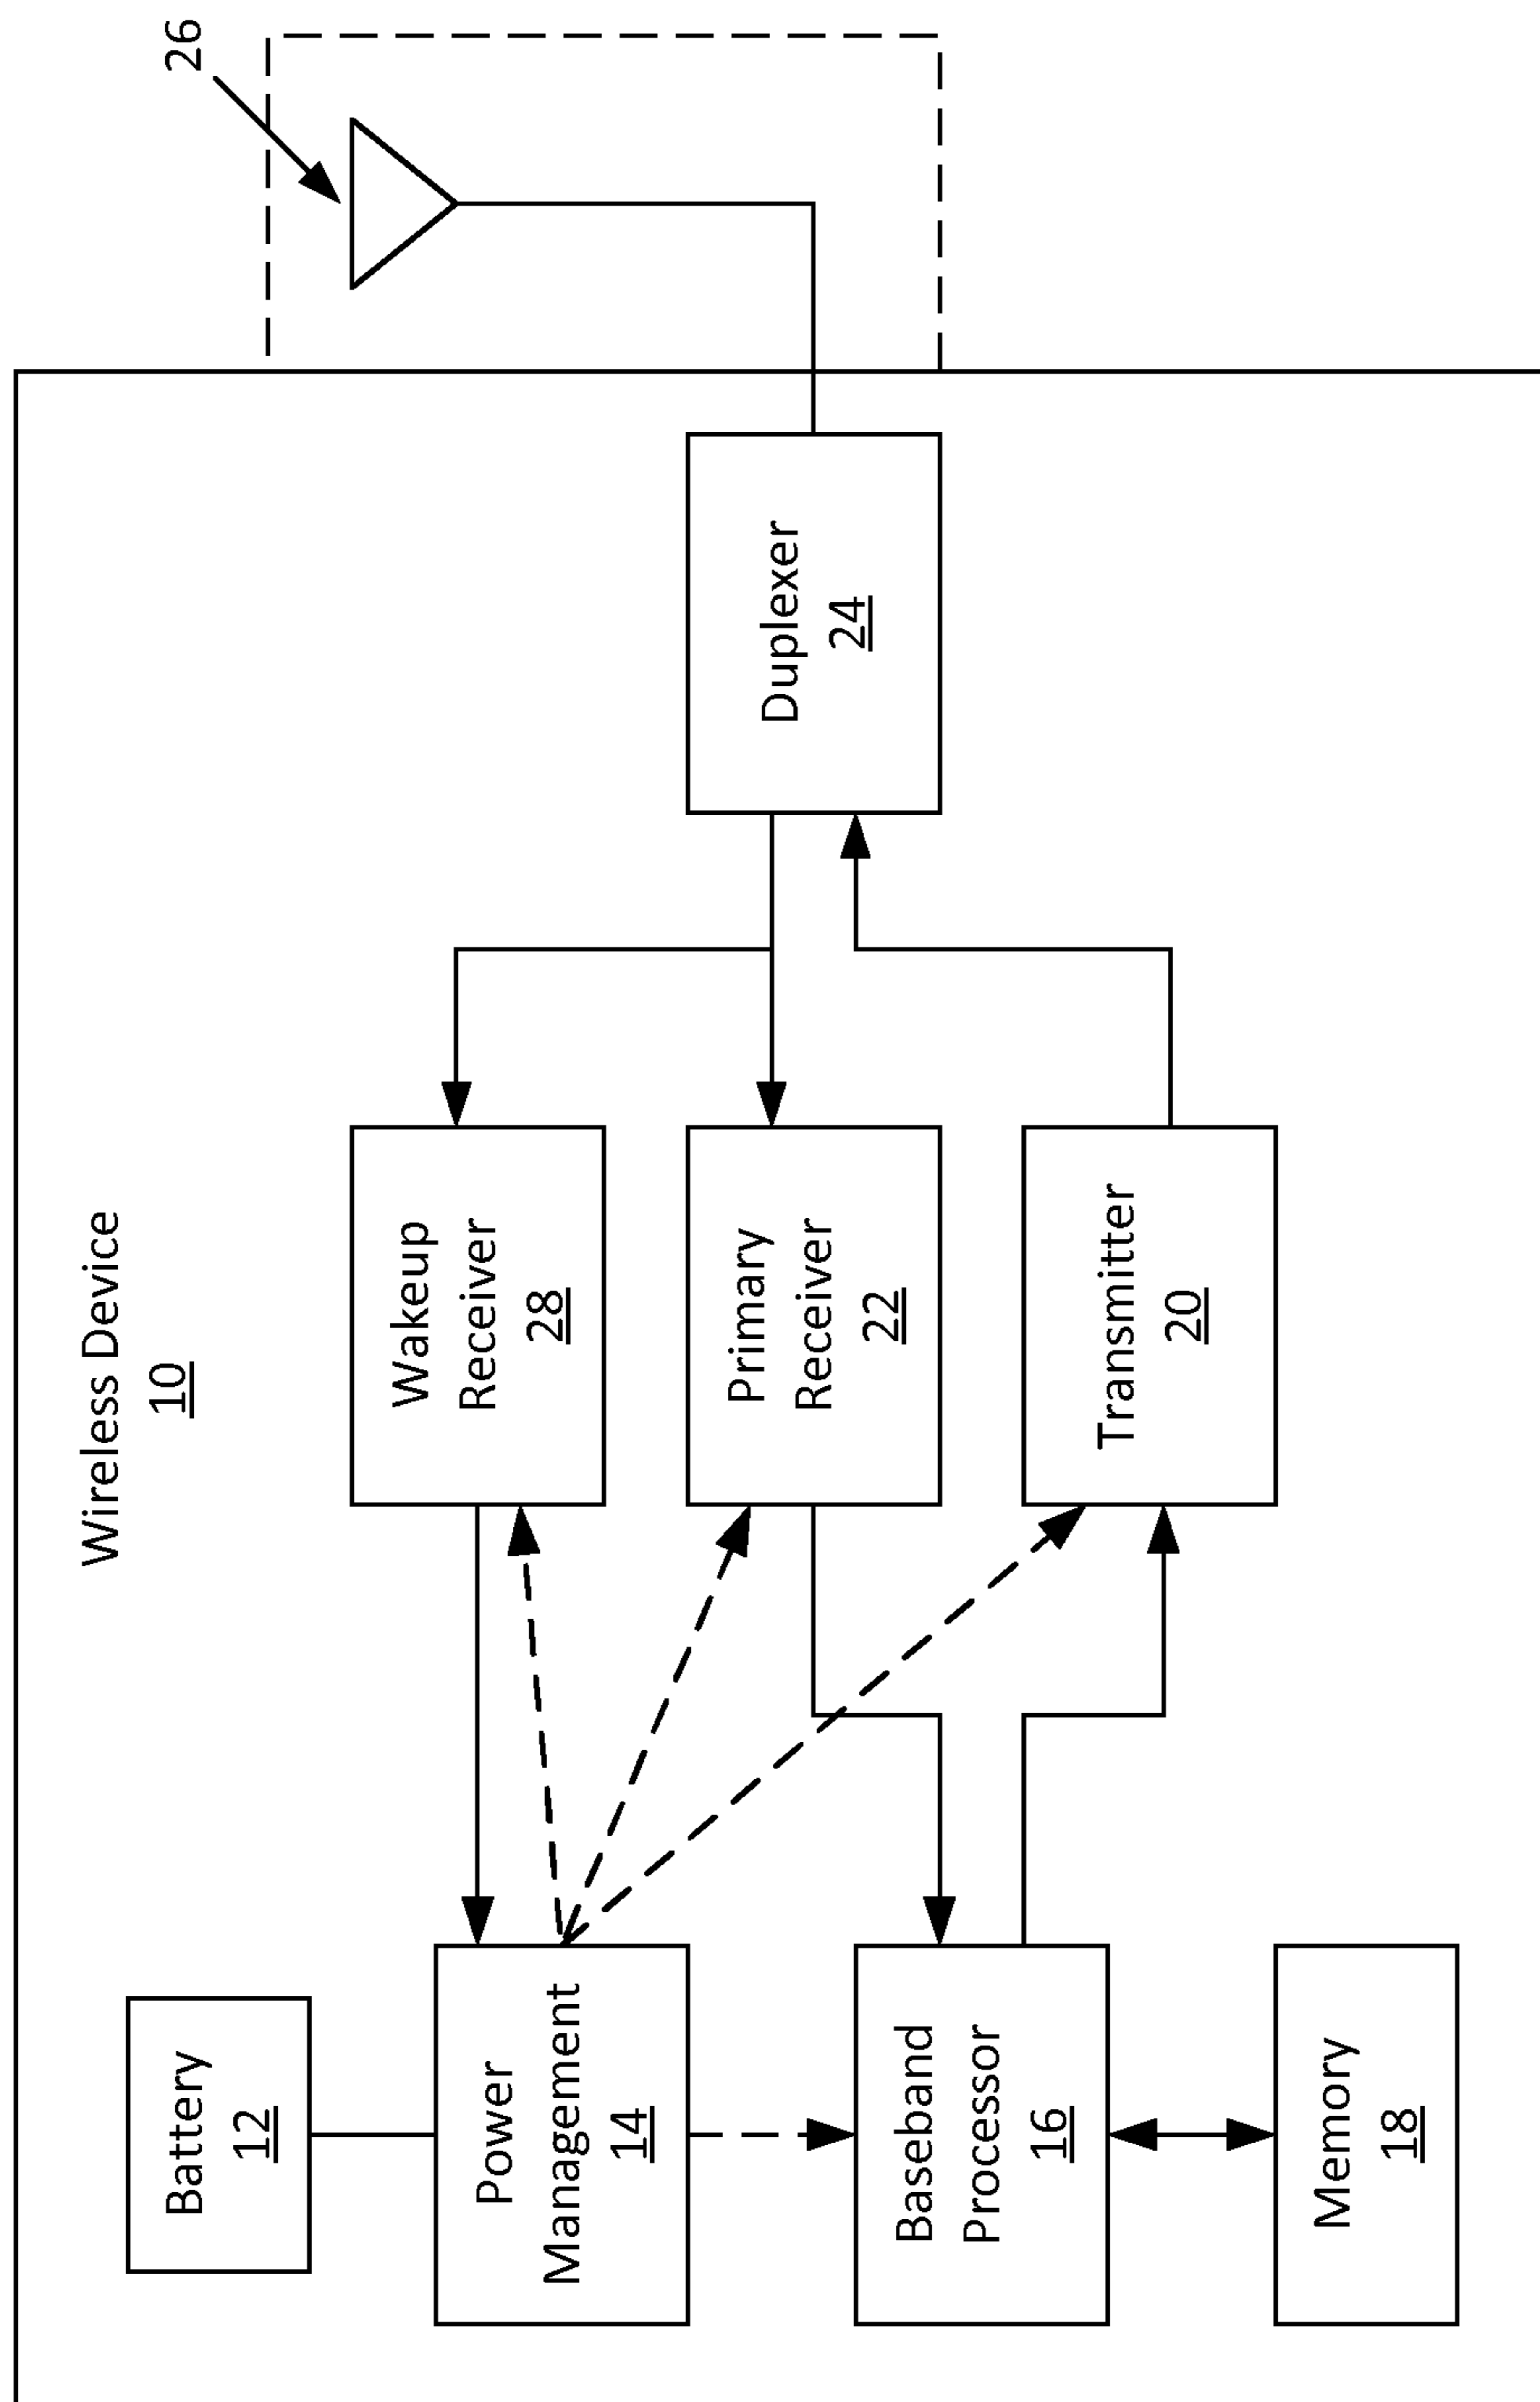 Wireless Device
10
26
Battery
12
Power
Management
14
Baseband
Processor
16
Memory
18
Wakeup
Receiver
28
Primary
Receiver
22
Transmitter
20
Duplexer
24